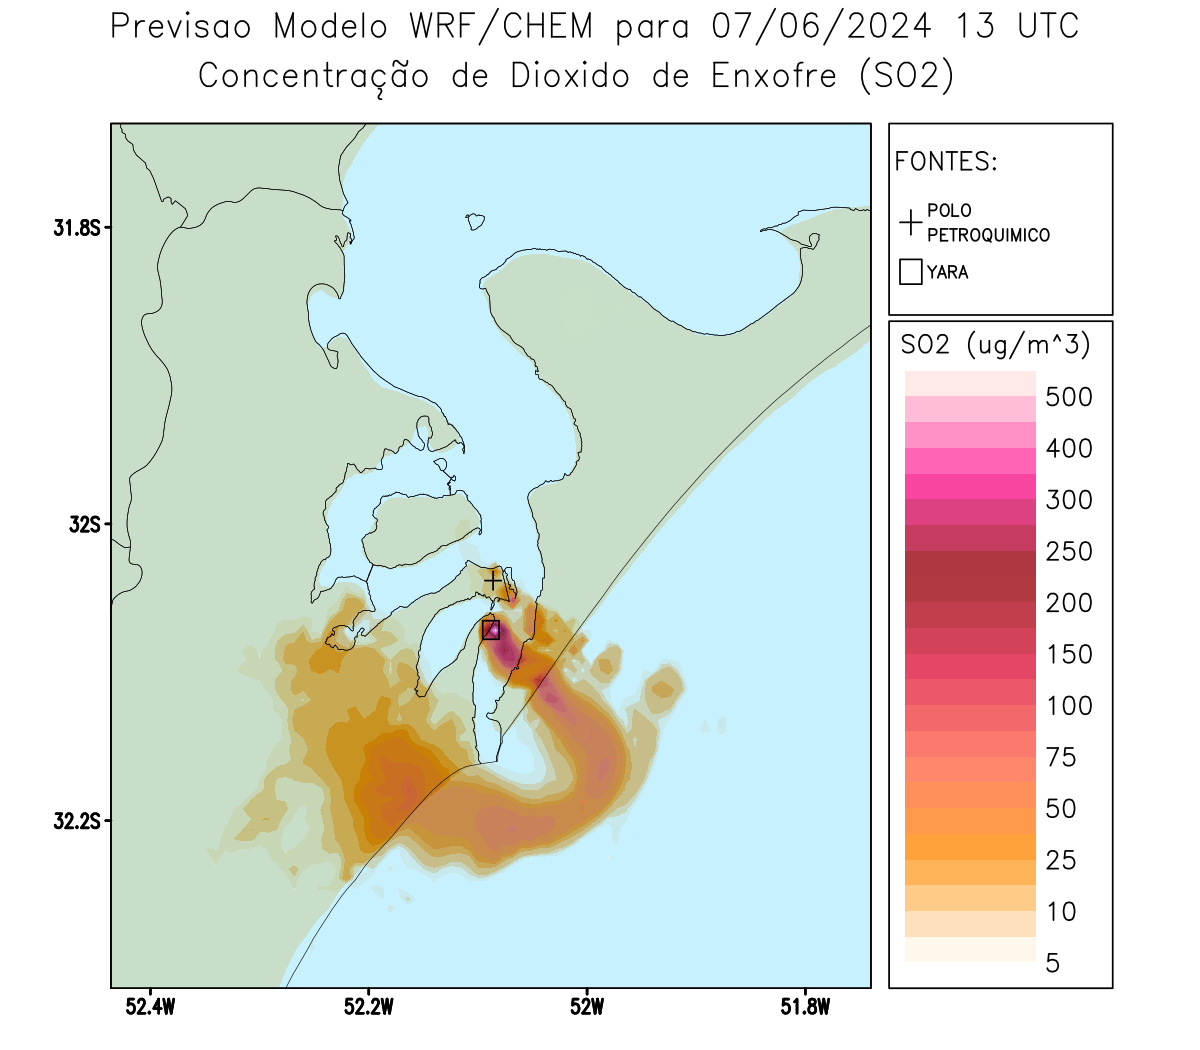 Previsao Modelo WRF/CHEM para 07/06/2024 13 UTC
Concentração de Dioxido de Enxofre (SO2)
FONTES:
POLO
PETROQUIMICO
YARA
SO2 (ug/m^3)
500
400
300
250
200
150
100
75
50
25
10
5
31.8S
32S
32.2S
52.4W
52.2W
52W
51.8W